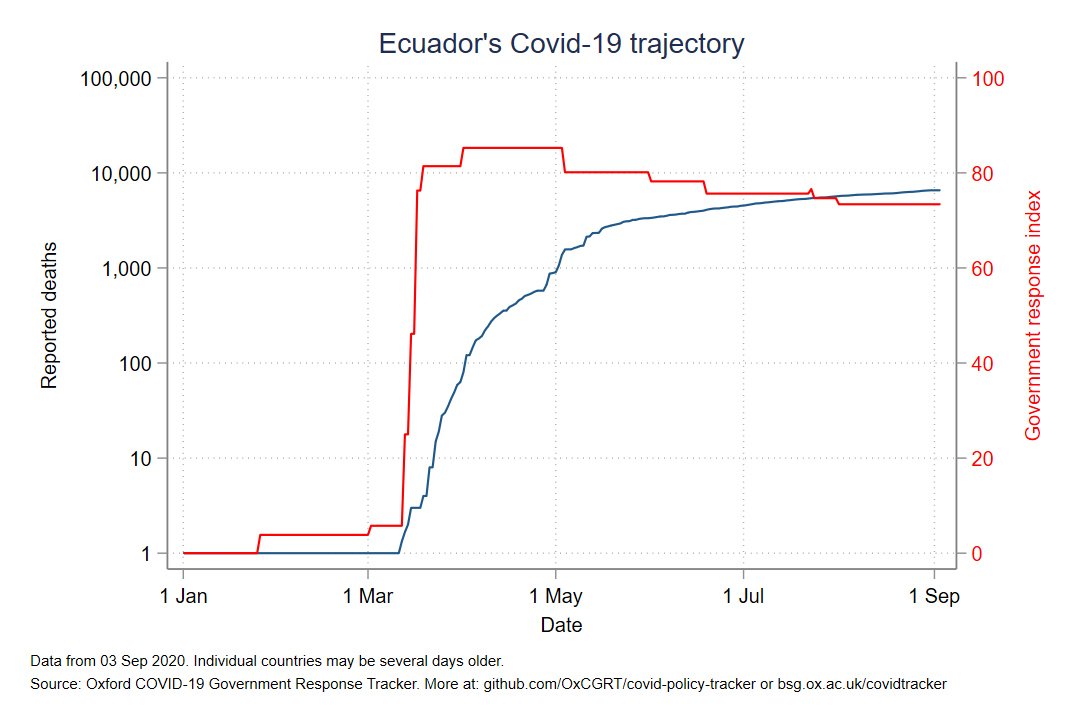 Ecuador's Covid-19 trajectory
100,000
10,000
1,000
100
10
1
Reported deaths
100
80
60
40
20
0
Government response index
1 Jan
1 Mar
1 May
1 Jul
1 Sep
Date
Data from 03 Sep 2020. Individual countries may be several days older.
Source: Oxford COVID-19 Government Response Tracker. More at: github.com/OxCGRT/covid-policy-tracker or bsg.ox.ac.uk/covidtracker